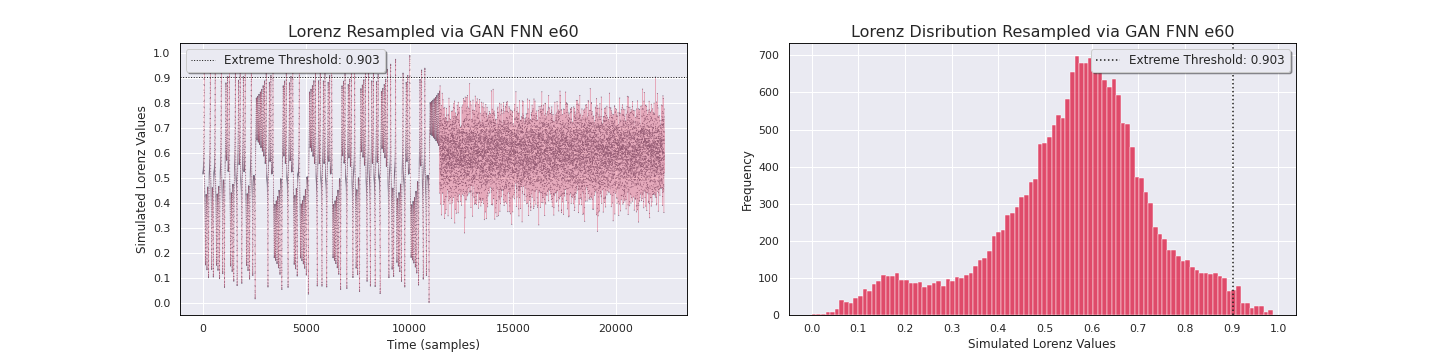 Lorenz Resampled via GAN FNN e60
Extreme Threshold: 0.903
1.0
0.9
0.8
0.7
0.6
0.5
0.4
0.3
0.2
0.1
0.0
Simulated Lorenz Values
0 5000 10000 15000 20000
Time (samples)
Lorenz Disribution Resampled via GAN FNN e60
Extreme Threshold: 0.903
700
600
500
400
300
200
100
0
Frequency
0.0 0.1 0.2 0.3 0.4 0.5 0.6 0.7 0.8 0.9 1.0
Simulated Lorenz Values